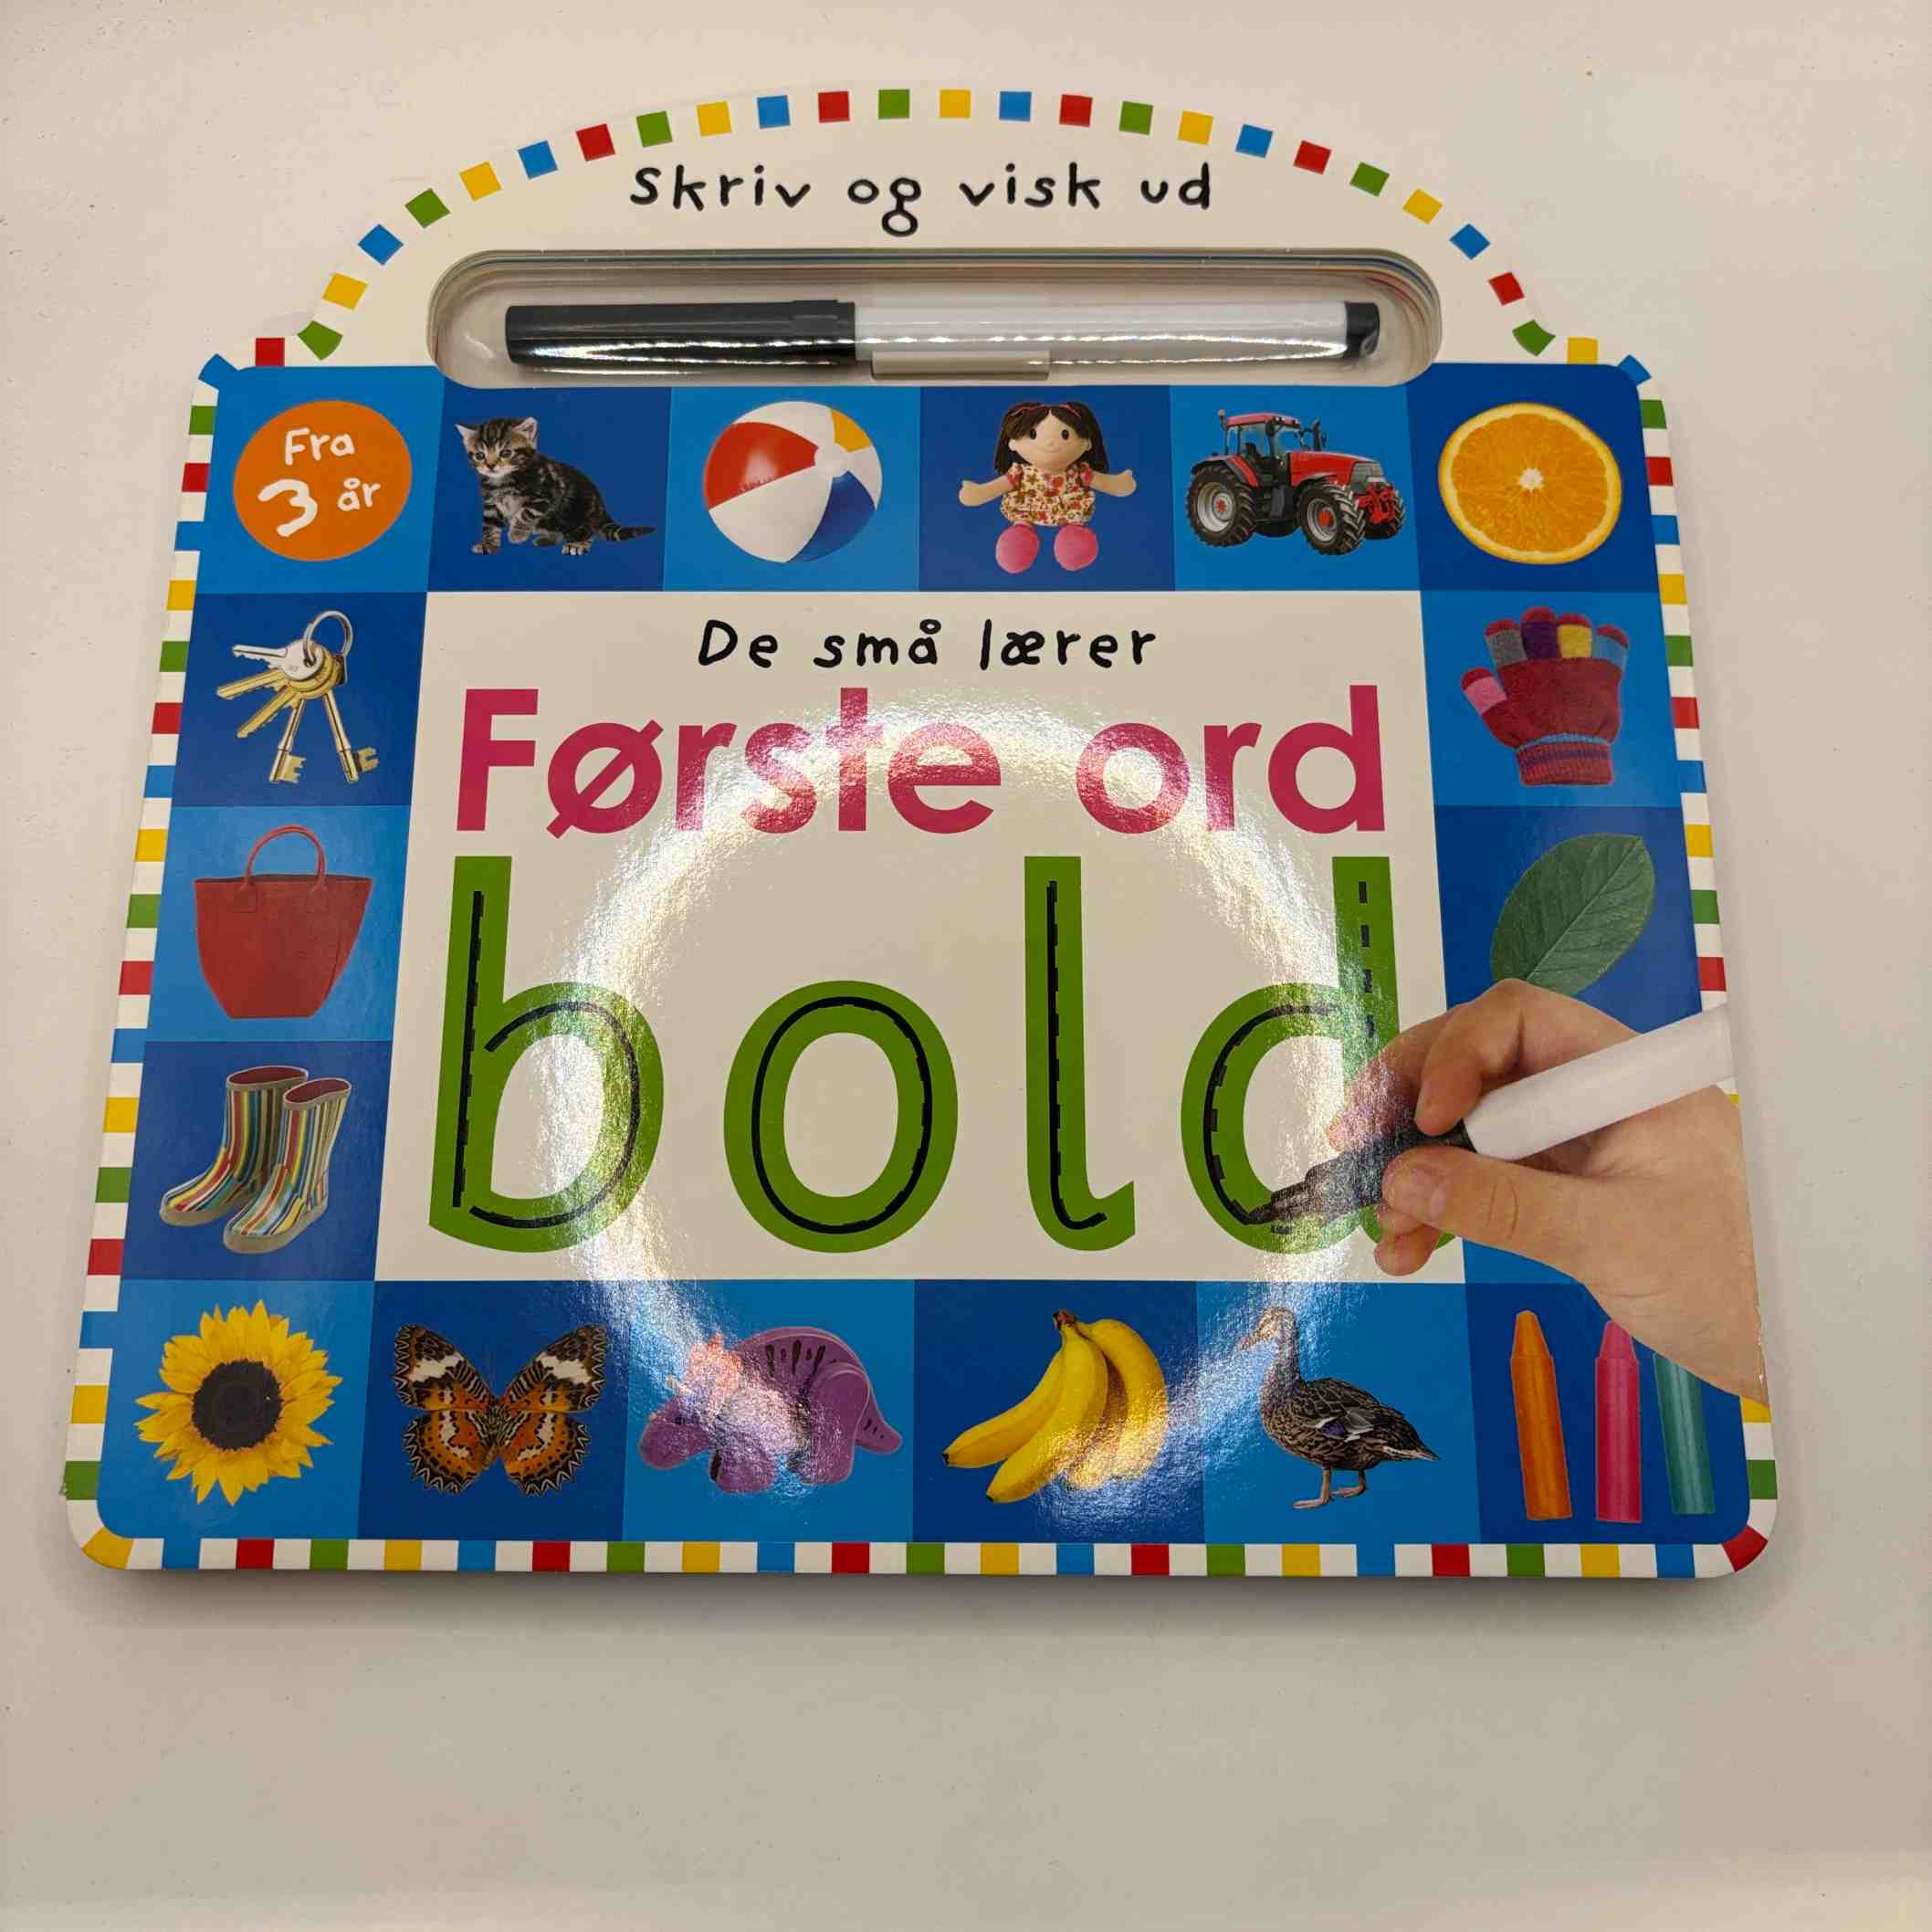 Skriv og visk ud
Fra
3 år
De små lærer
Første ord
bold